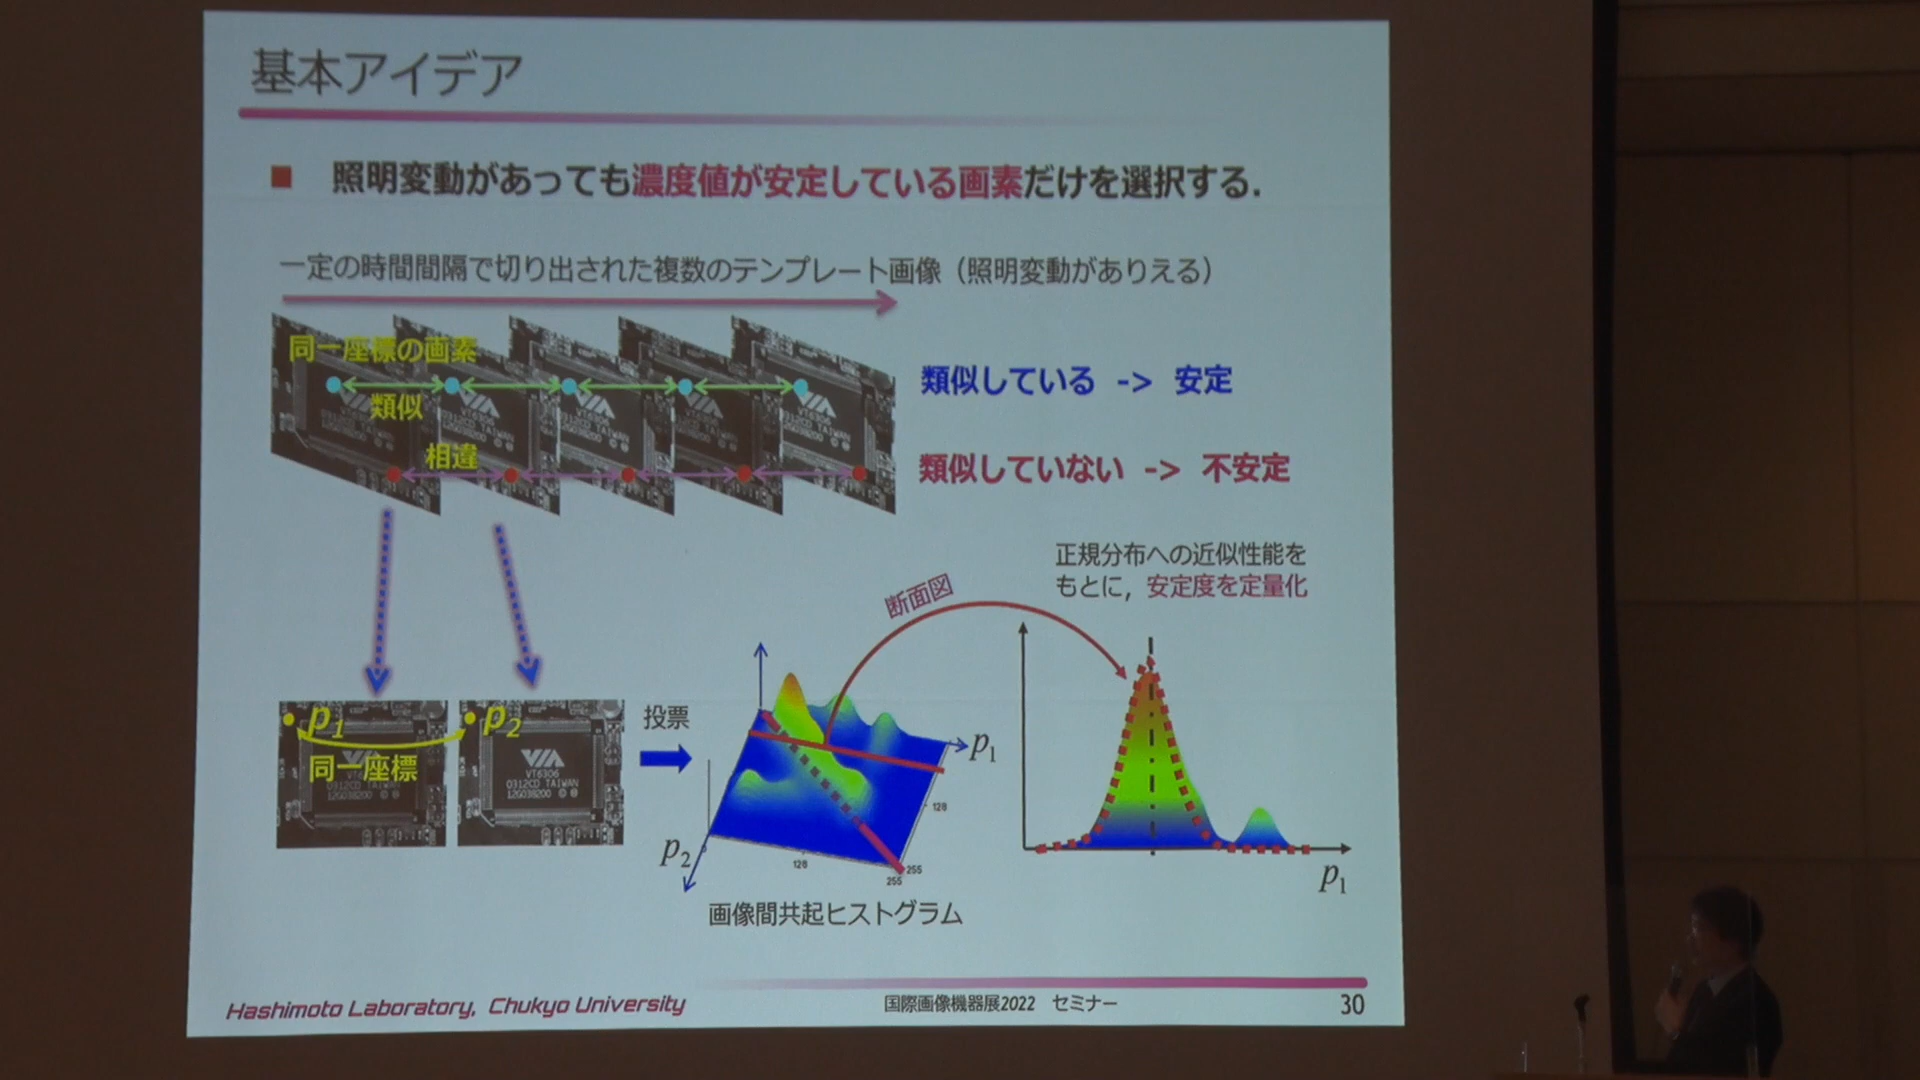 基本アイデア
■ 照明変動があっても濃度値が安定している画素だけを選択する.
一定の時間間隔で切り出された複数のテンプレート画像（照明変動がありえる）
同一座標の画素
類似
相違
類似している -> 安定
類似していない -> 不安定
正規分布への近似性能を
もとに，安定度を定量化
断面図
p1
p2
同一座標
VIA
VT6306
0312CD TAIWAN
12G038200
投票
p1
128
p2
128
255
255
画像間共起ヒストグラム
p1
Hashimoto Laboratory, Chukyo University
国際画像機器展2022 セミナー
30